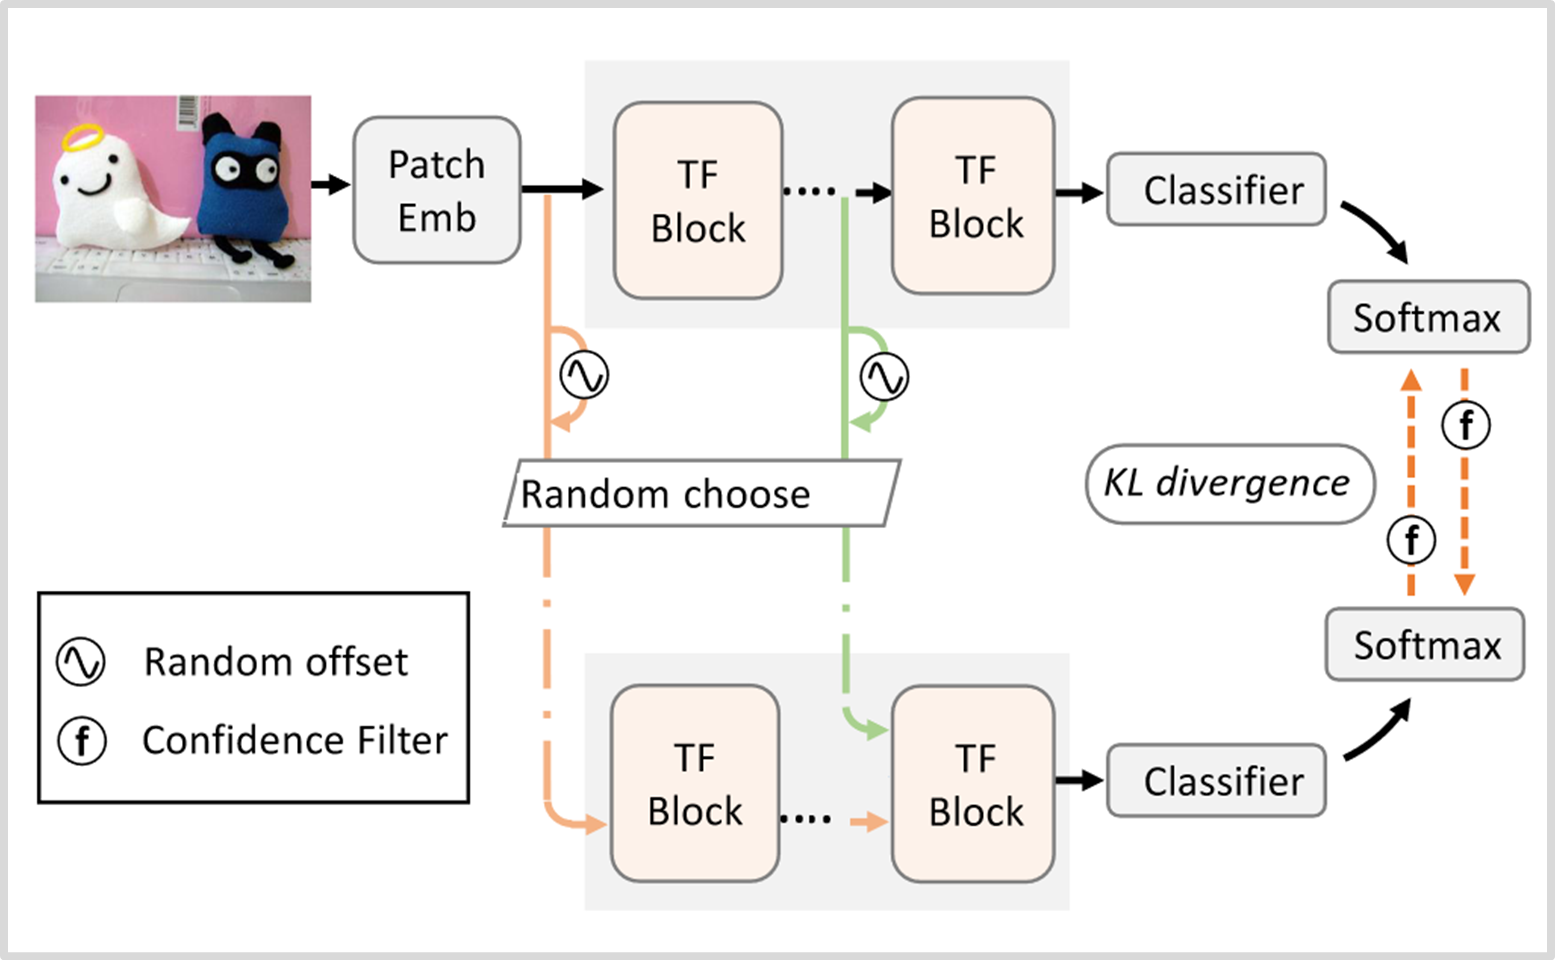 Patch
Emb
TF
Block
TF
Block
Classifier
Softmax
Random choose
KL divergence
f
f
Random offset
f Confidence Filter
TF
Block
TF
Block
Classifier
Softmax